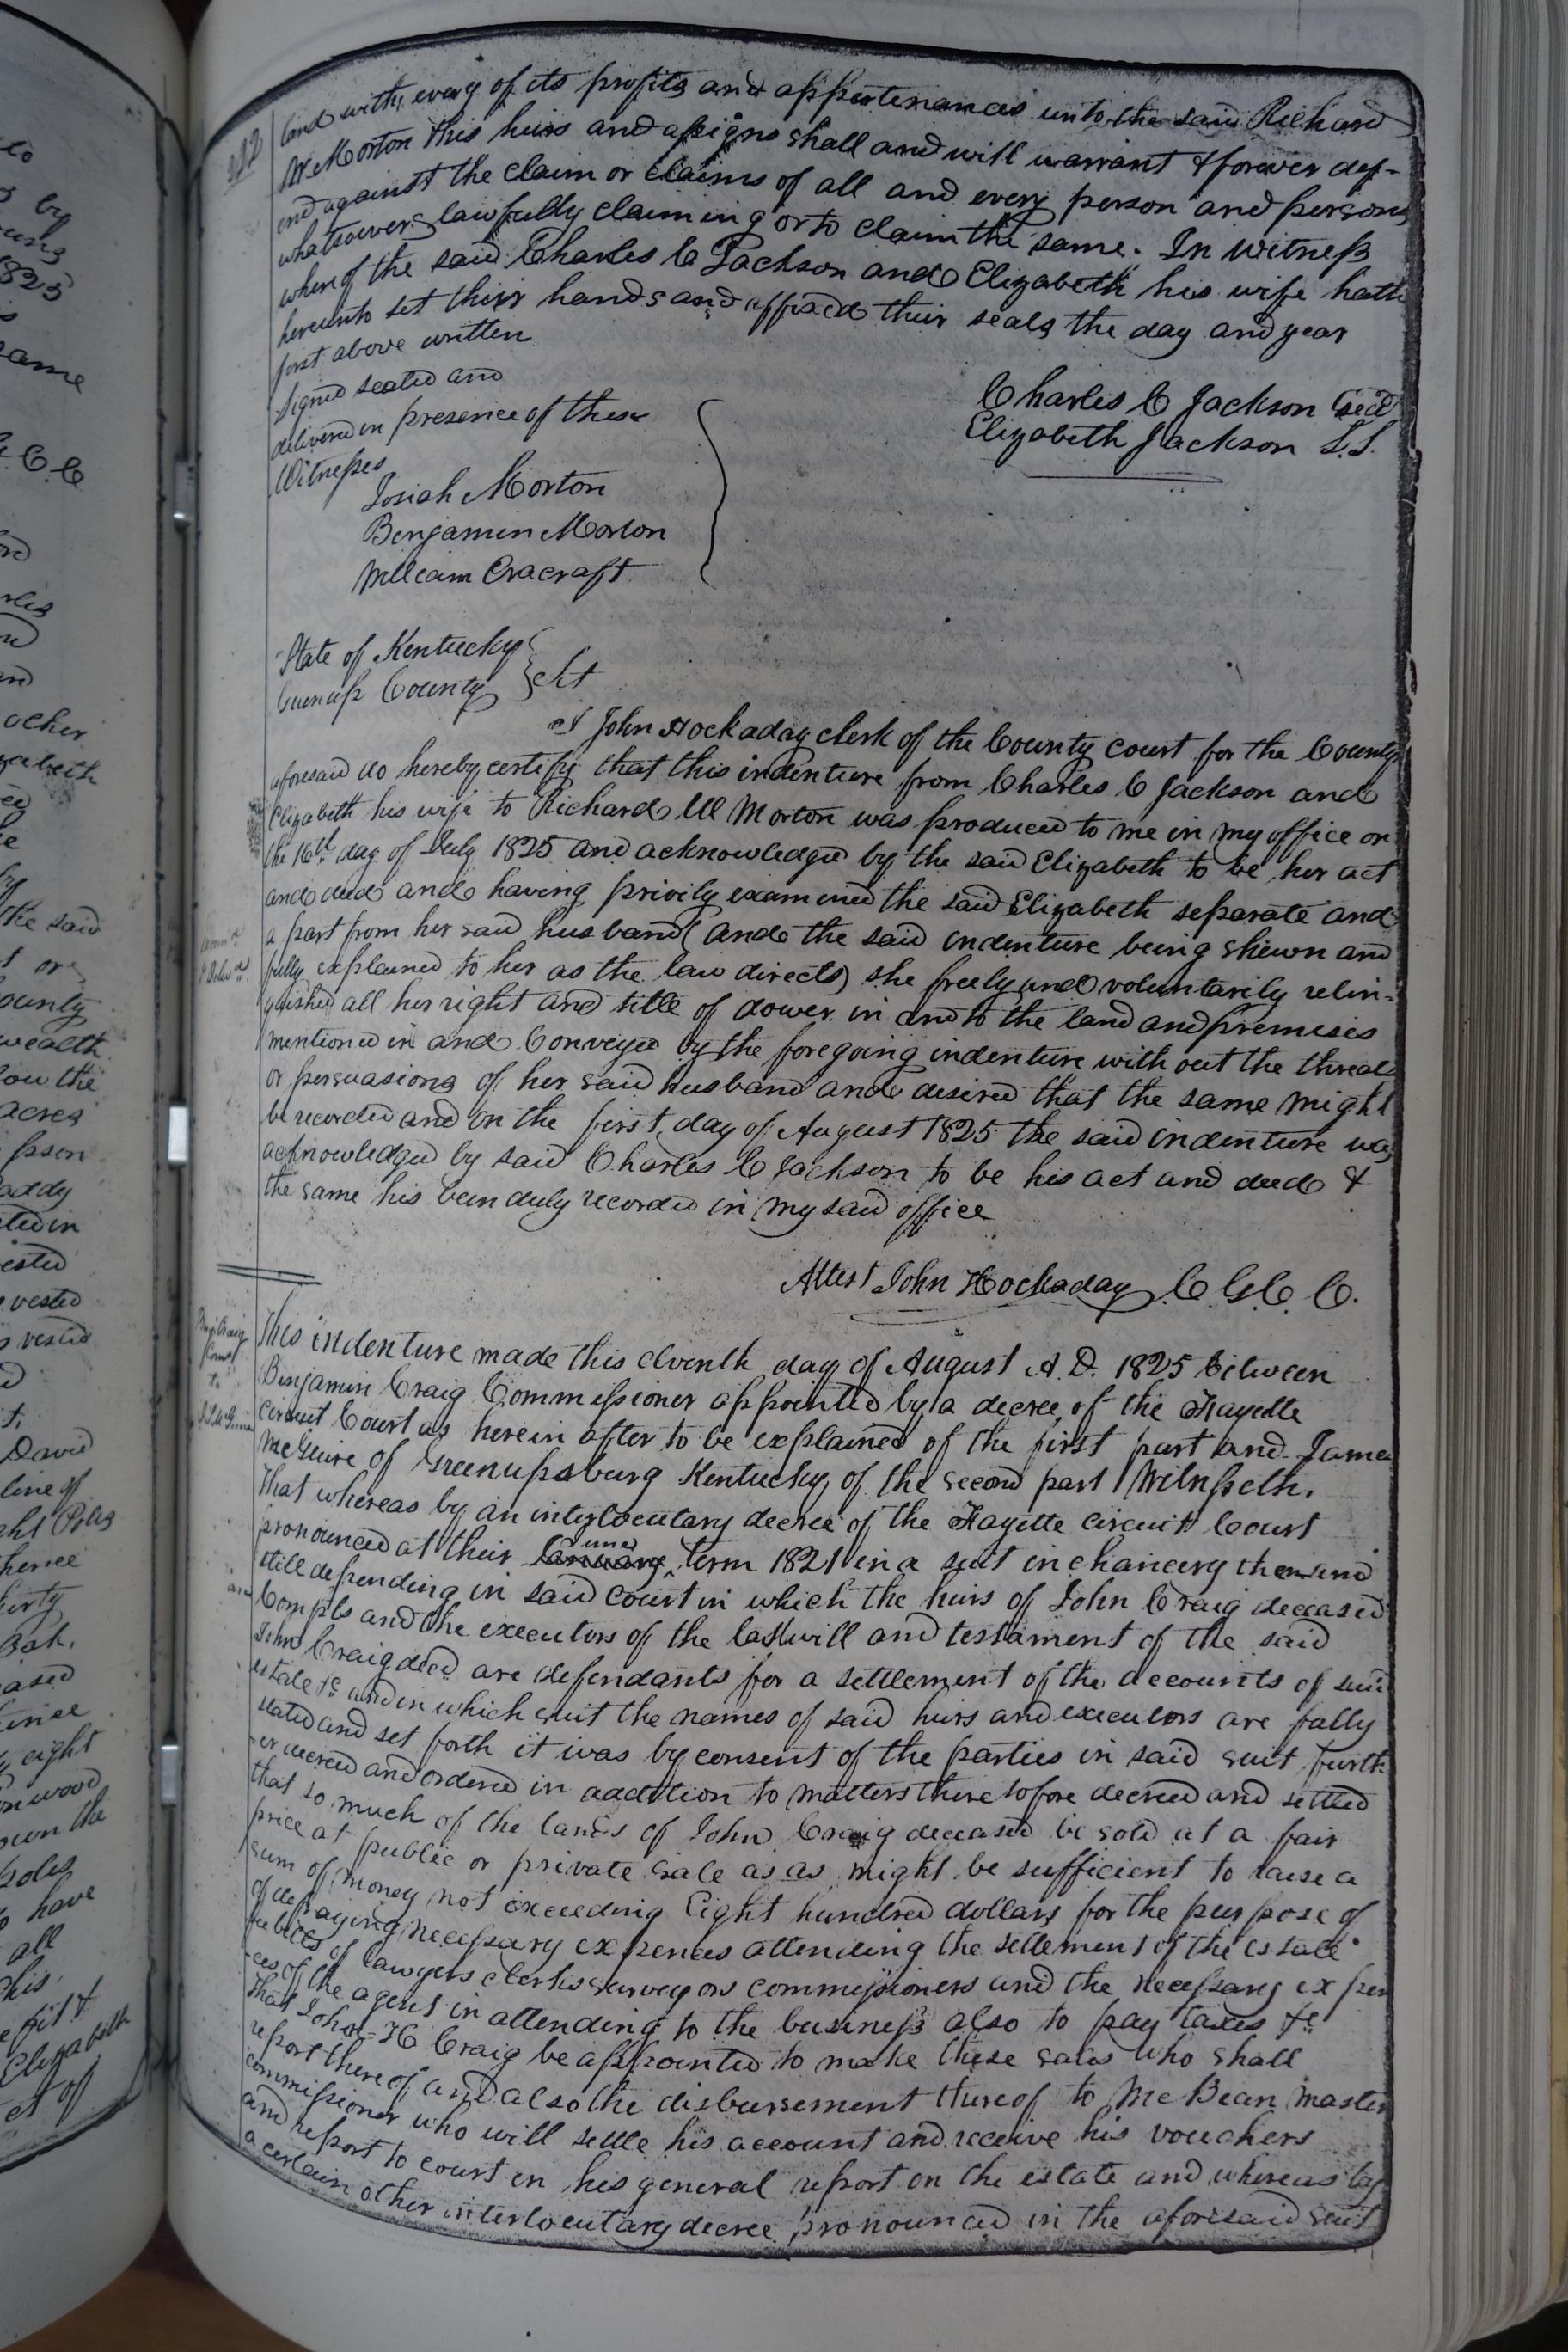 land with every of its profits and appertenances unto the said Richard
W Morton this heirs and assigns shall and will warrant & forever def-
end against the claim or claims of all and every person and persons
whatsoever lawfully claiming or to claim the same. In witness
whereof the said Charles C Jackson and Elizabeth his wife hath
hereunto set their hands and affixed their seals the day and year
first above written
Signed sealed and
delivered in presence of these
Witnesses
Charles C Jackson Seal
Elizabeth Jackson L.S.
Josiah Morton
Benjamin Morton
William Cracraft
State of Kentucky
Greenup County Sct
I John Hockaday clerk of the County court for the County
aforesaid do hereby certify that this indenture from Charles C Jackson and
Elizabeth his wife to Richard W Morton was produced to me in my office on
the 16th day of July 1825 and acknowledged by the said Elizabeth to be her act
and deed and having privily examined the said Elizabeth separate and
a part from her said husband (and the said indenture being shewn and
fully explained to her as the law directs) she freely and voluntarily relin-
quished all her right and title of dower in and to the land and premises
mentioned in and Conveyed by the foregoing indenture with out the threats
or persuasions of her said husband and desired that the same might
be recorded and on the first day of August 1825 the said indenture was
acknowledged by said Charles C Jackson to be his act and deed &
the same his been duly recorded in my said office
Attest John Hockaday C G C C.
This indenture made this eleventh day of August A.D. 1825 between
Benjamin Craig Commissioner appointed by a decree of the Fayette
circuit Court as herein after to be explained of the first part and James
McGuire of Greenupsburg Kentucky of the second part Witnesseth.
That whereas by an interlocutary decree of the Fayette circuit Court
pronounced at their June term 1821 in a suit in chancery then and
still depending in said court in which the heirs of John Craig deceased
Compts and the executors of the last will and testament of the said
John Craig decd are defendants for a settlement of the accounts of said
estate &c and in which suit the names of said heirs and executors are fully
stated and set forth it was by consent of the parties in said suit furth-
er decreed and ordered in addition to matters there tofore decreed and settled
that so much of the lands of John Craig deceased be sold at a fair
price at public or private sale as as might be sufficient to raise a
sum of money not exceeding Eight hundred dollars for the purpose of
of defraying necessary expences attending the settlement of the estate
fee bills of lawyers clerks surveyors commissioners and the necessary expen
ces of the agent in attending to the business also to pay taxes &c
that John H Craig be appointed to make these sales who shall
report thereof and also the disbursement thereof to McBean master
commissioner who will settle his account and receive his vouchers
and report to court in his general report on the estate and whereas by
a certain other interlocutary decree pronounced in the aforesaid suit